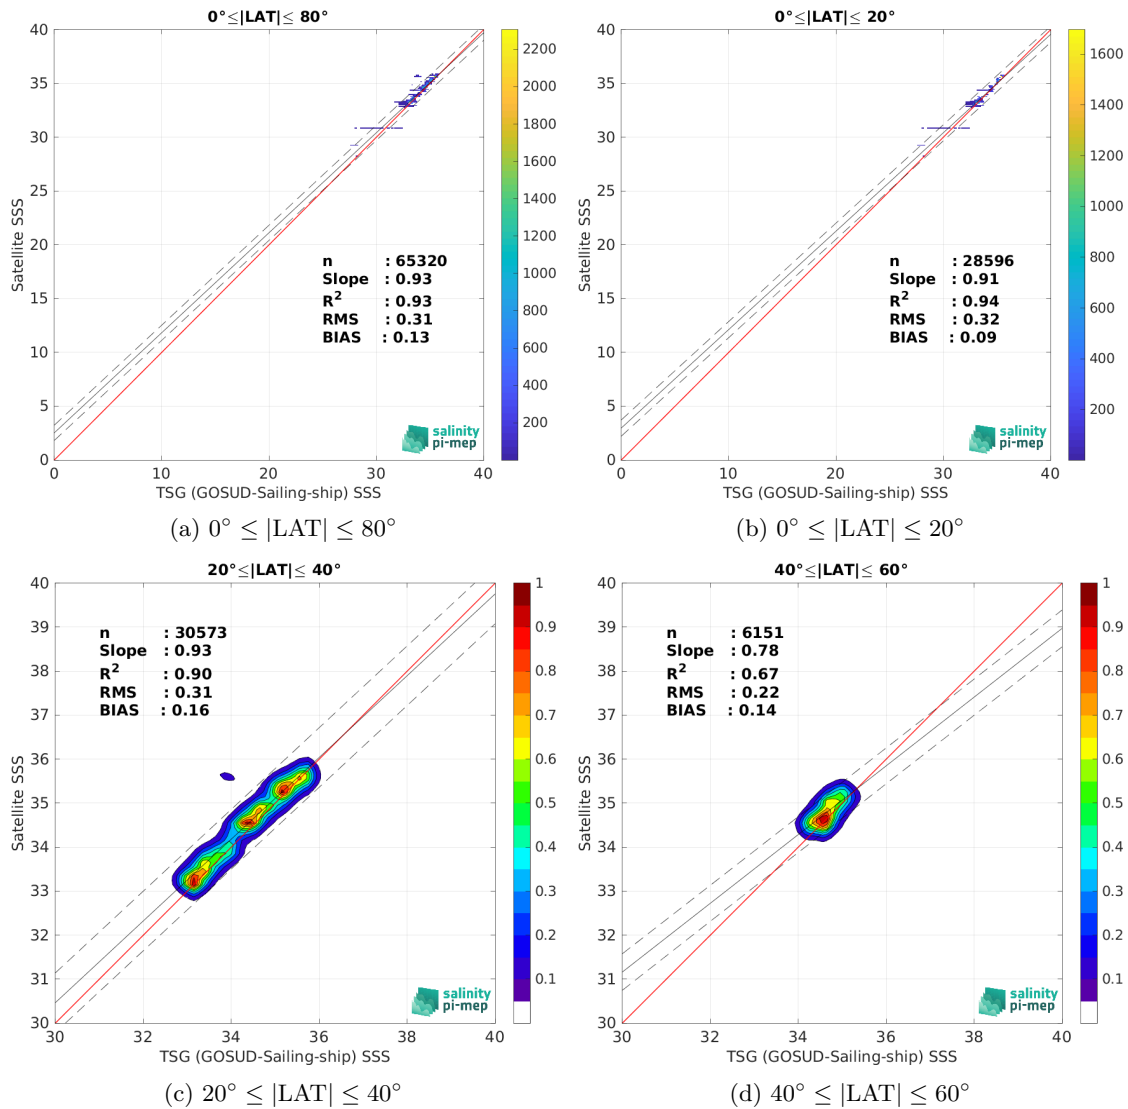 0°≤|LAT|≤ 80°
40
35
30
25
20
15
10
5
0
0
10
20
30
40
Satellite SSS
TSG (GOSUD-Sailing-ship) SSS
n : 65320
Slope : 0.93
R² : 0.93
RMS : 0.31
BIAS : 0.13
salinity
pi-mep
2200
2000
1800
1600
1400
1200
1000
800
600
400
200
(a) 0° ≤ |LAT| ≤ 80°
0°≤|LAT|≤ 20°
40
35
30
25
20
15
10
5
0
0
10
20
30
40
Satellite SSS
TSG (GOSUD-Sailing-ship) SSS
n : 28596
Slope : 0.91
R² : 0.94
RMS : 0.32
BIAS : 0.09
salinity
pi-mep
1600
1400
1200
1000
800
600
400
200
(b) 0° ≤ |LAT| ≤ 20°
20°≤|LAT|≤ 40°
40
39
38
37
36
35
34
33
32
31
30
30
32
34
36
38
40
Satellite SSS
TSG (GOSUD-Sailing-ship) SSS
n : 30573
Slope : 0.93
R² : 0.90
RMS : 0.31
BIAS : 0.16
salinity
pi-mep
1
0.9
0.8
0.7
0.6
0.5
0.4
0.3
0.2
0.1
(c) 20° ≤ |LAT| ≤ 40°
40°≤|LAT|≤ 60°
40
39
38
37
36
35
34
33
32
31
30
30
32
34
36
38
40
Satellite SSS
TSG (GOSUD-Sailing-ship) SSS
n : 6151
Slope : 0.78
R² : 0.67
RMS : 0.22
BIAS : 0.14
salinity
pi-mep
1
0.9
0.8
0.7
0.6
0.5
0.4
0.3
0.2
0.1
(d) 40° ≤ |LAT| ≤ 60°